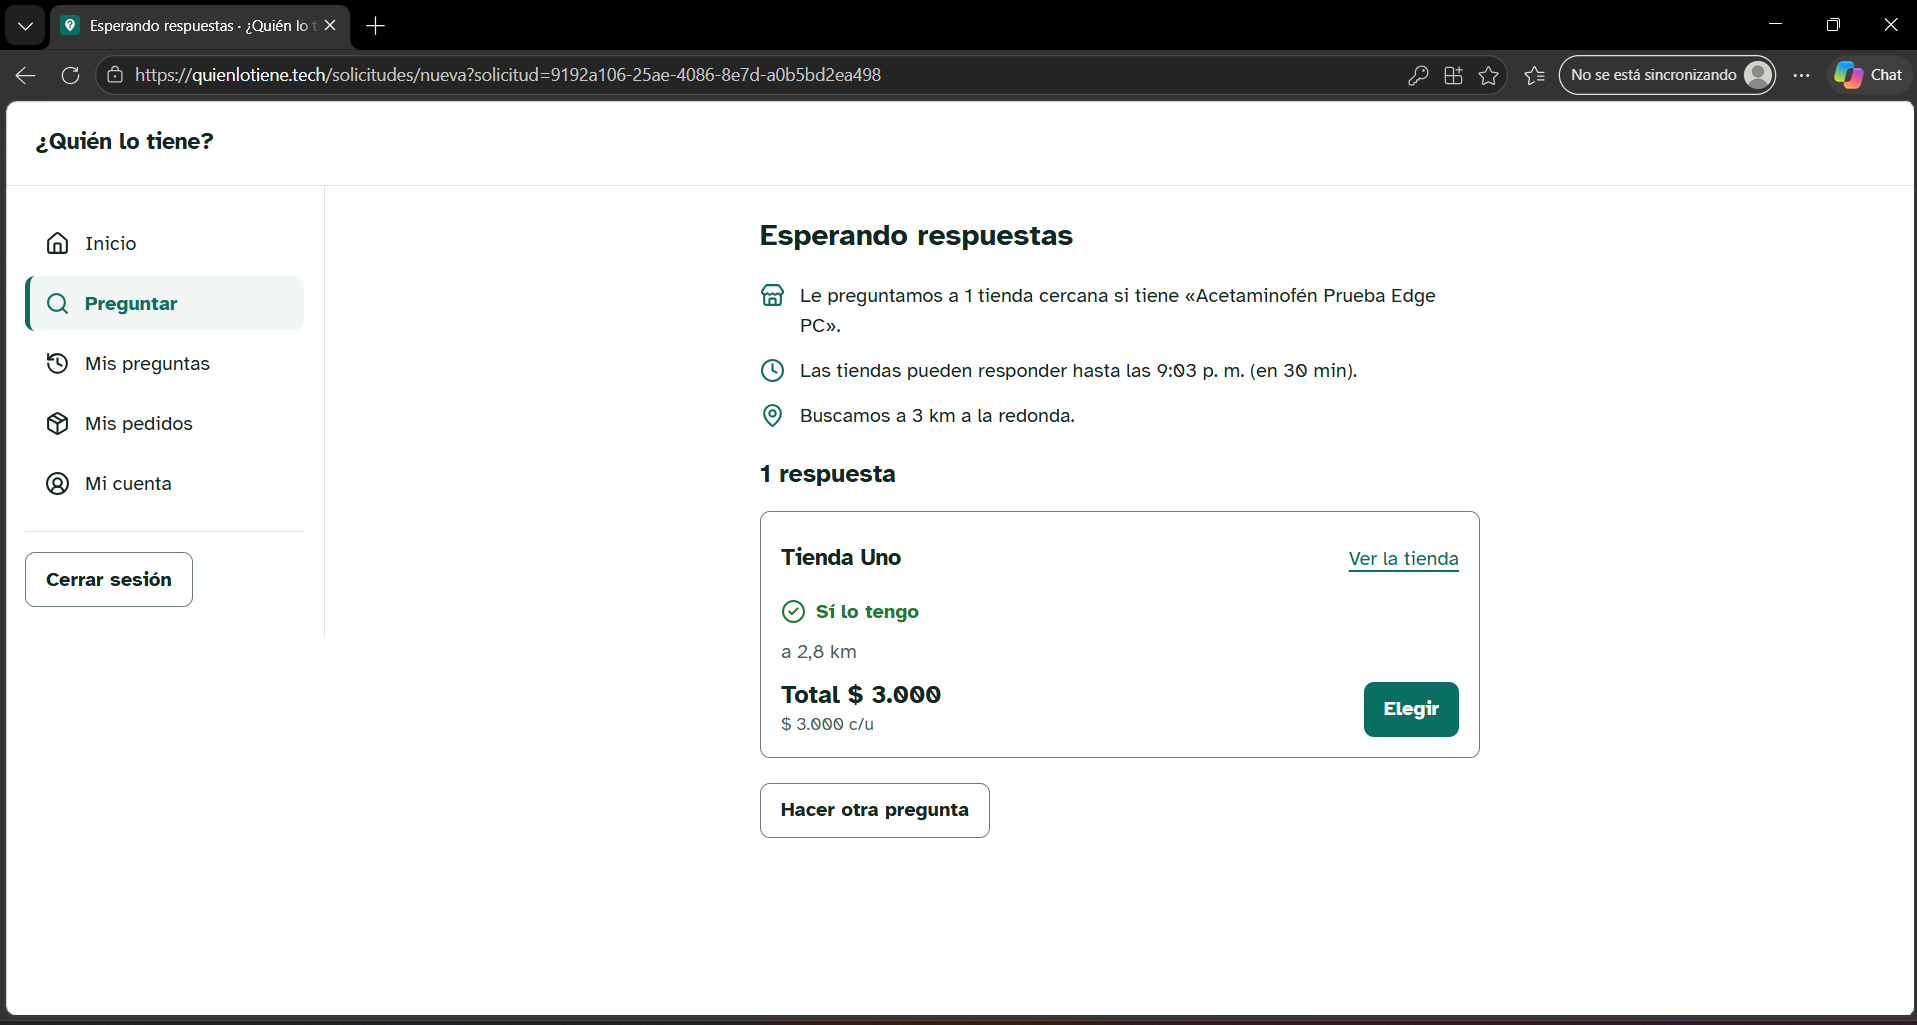 Esperando respuestas · ¿Quién lo t
https://quienlotiene.tech/solicitudes/nueva?solicitud=9192a106-25ae-4086-8e7d-a0b5bd2ea498
No se está sincronizando
Chat
¿Quién lo tiene?
Inicio
Preguntar
Mis preguntas
Mis pedidos
Mi cuenta
Cerrar sesión
Esperando respuestas
Le preguntamos a 1 tienda cercana si tiene «Acetaminofén Prueba Edge
PC».
Las tiendas pueden responder hasta las 9:03 p. m. (en 30 min).
Buscamos a 3 km a la redonda.
1 respuesta
Tienda Uno
Ver la tienda
Sí lo tengo
a 2,8 km
Total $ 3.000
$ 3.000 c/u
Elegir
Hacer otra pregunta